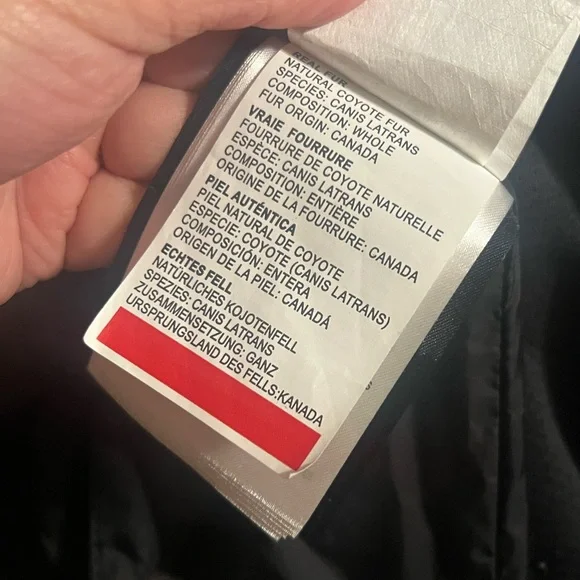 REAL FUR
NATURAL COYOTE FUR
SPECIES: CANIS LATRANS
COMPOSITION: WHOLE
FUR ORIGIN: CANADA
VRAIE FOURRURE
FOURRURE DE COYOTE NATURELLE
ESPÈCE: CANIS LATRANS
COMPOSITION: ENTIÈRE
ORIGINE DE LA FOURRURE: CANADA
PIEL AUTÉNTICA
PIEL NATURAL DE COYOTE
ESPECIE: COYOTE (CANIS LATRANS)
COMPOSICIÓN: ENTERA
ORIGEN DE LA PIEL: CANADÁ
ECHTES FELL
NATÜRLICHES KOJOTENFELL
SPEZIES: CANIS LATRANS
ZUSAMMENSETZUNG: GANZ
URSPRUNGSLAND DES FELLS:KANADA